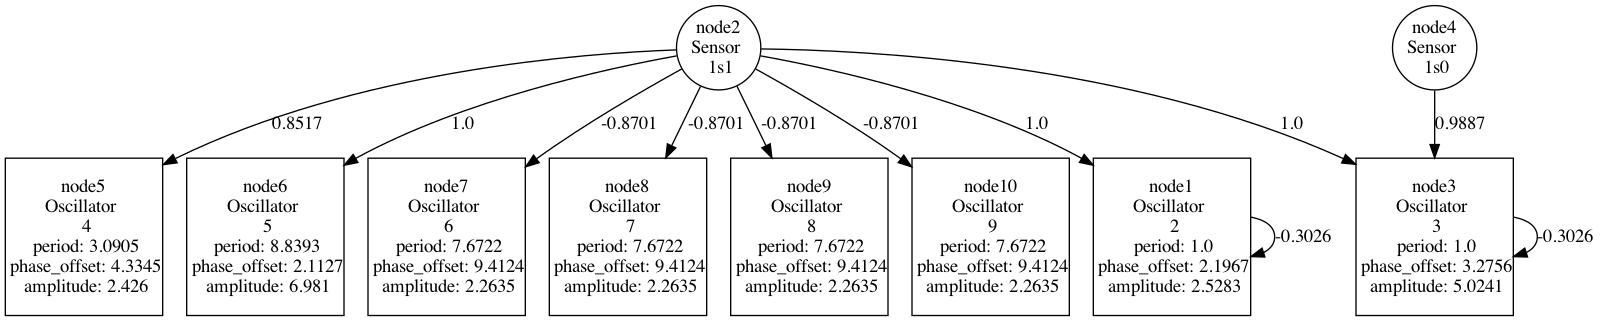 node2
Sensor
1s1
node4
Sensor
1s0
0.8517
1.0
-0.8701
-0.8701
-0.8701
-0.8701
1.0
1.0
0.9887
node5
Oscillator
4
period: 3.0905
phase_offset: 4.3345
amplitude: 2.426
node6
Oscillator
5
period: 8.8393
phase_offset: 2.1127
amplitude: 6.981
node7
Oscillator
6
period: 7.6722
phase_offset: 9.4124
amplitude: 2.2635
node8
Oscillator
7
period: 7.6722
phase_offset: 9.4124
amplitude: 2.2635
node9
Oscillator
8
period: 7.6722
phase_offset: 9.4124
amplitude: 2.2635
node10
Oscillator
9
period: 7.6722
phase_offset: 9.4124
amplitude: 2.2635
node1
Oscillator
2
period: 1.0
phase_offset: 2.1967
amplitude: 2.5283
-0.3026
node3
Oscillator
3
period: 1.0
phase_offset: 3.2756
amplitude: 5.0241
-0.3026